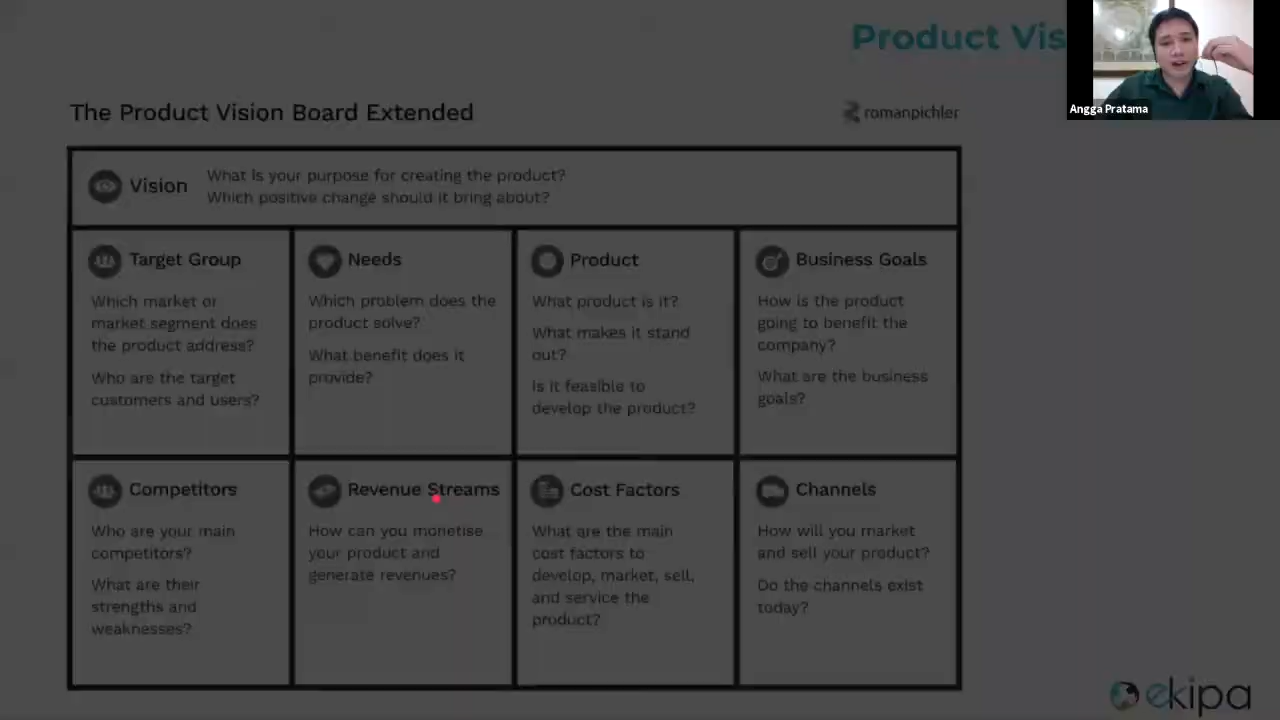 Product Vis
Angga Pratama
The Product Vision Board Extended
romanpichler
Vision
What is your purpose for creating the product?
Which positive change should it bring about?
Target Group
Which market or
market segment does
the product address?
Who are the target
customers and users?
Needs
Which problem does the
product solve?
What benefit does it
provide?
Product
What product is it?
What makes it stand
out?
Is it feasible to
develop the product?
Business Goals
How is the product
going to benefit the
company?
What are the business
goals?
Competitors
Who are your main
competitors?
What are their
strengths and
weaknesses?
Revenue Streams
How can you monetise
your product and
generate revenues?
Cost Factors
What are the main
cost factors to
develop, market, sell,
and service the
product?
Channels
How will you market
and sell your product?
Do the channels exist
today?
ekipa